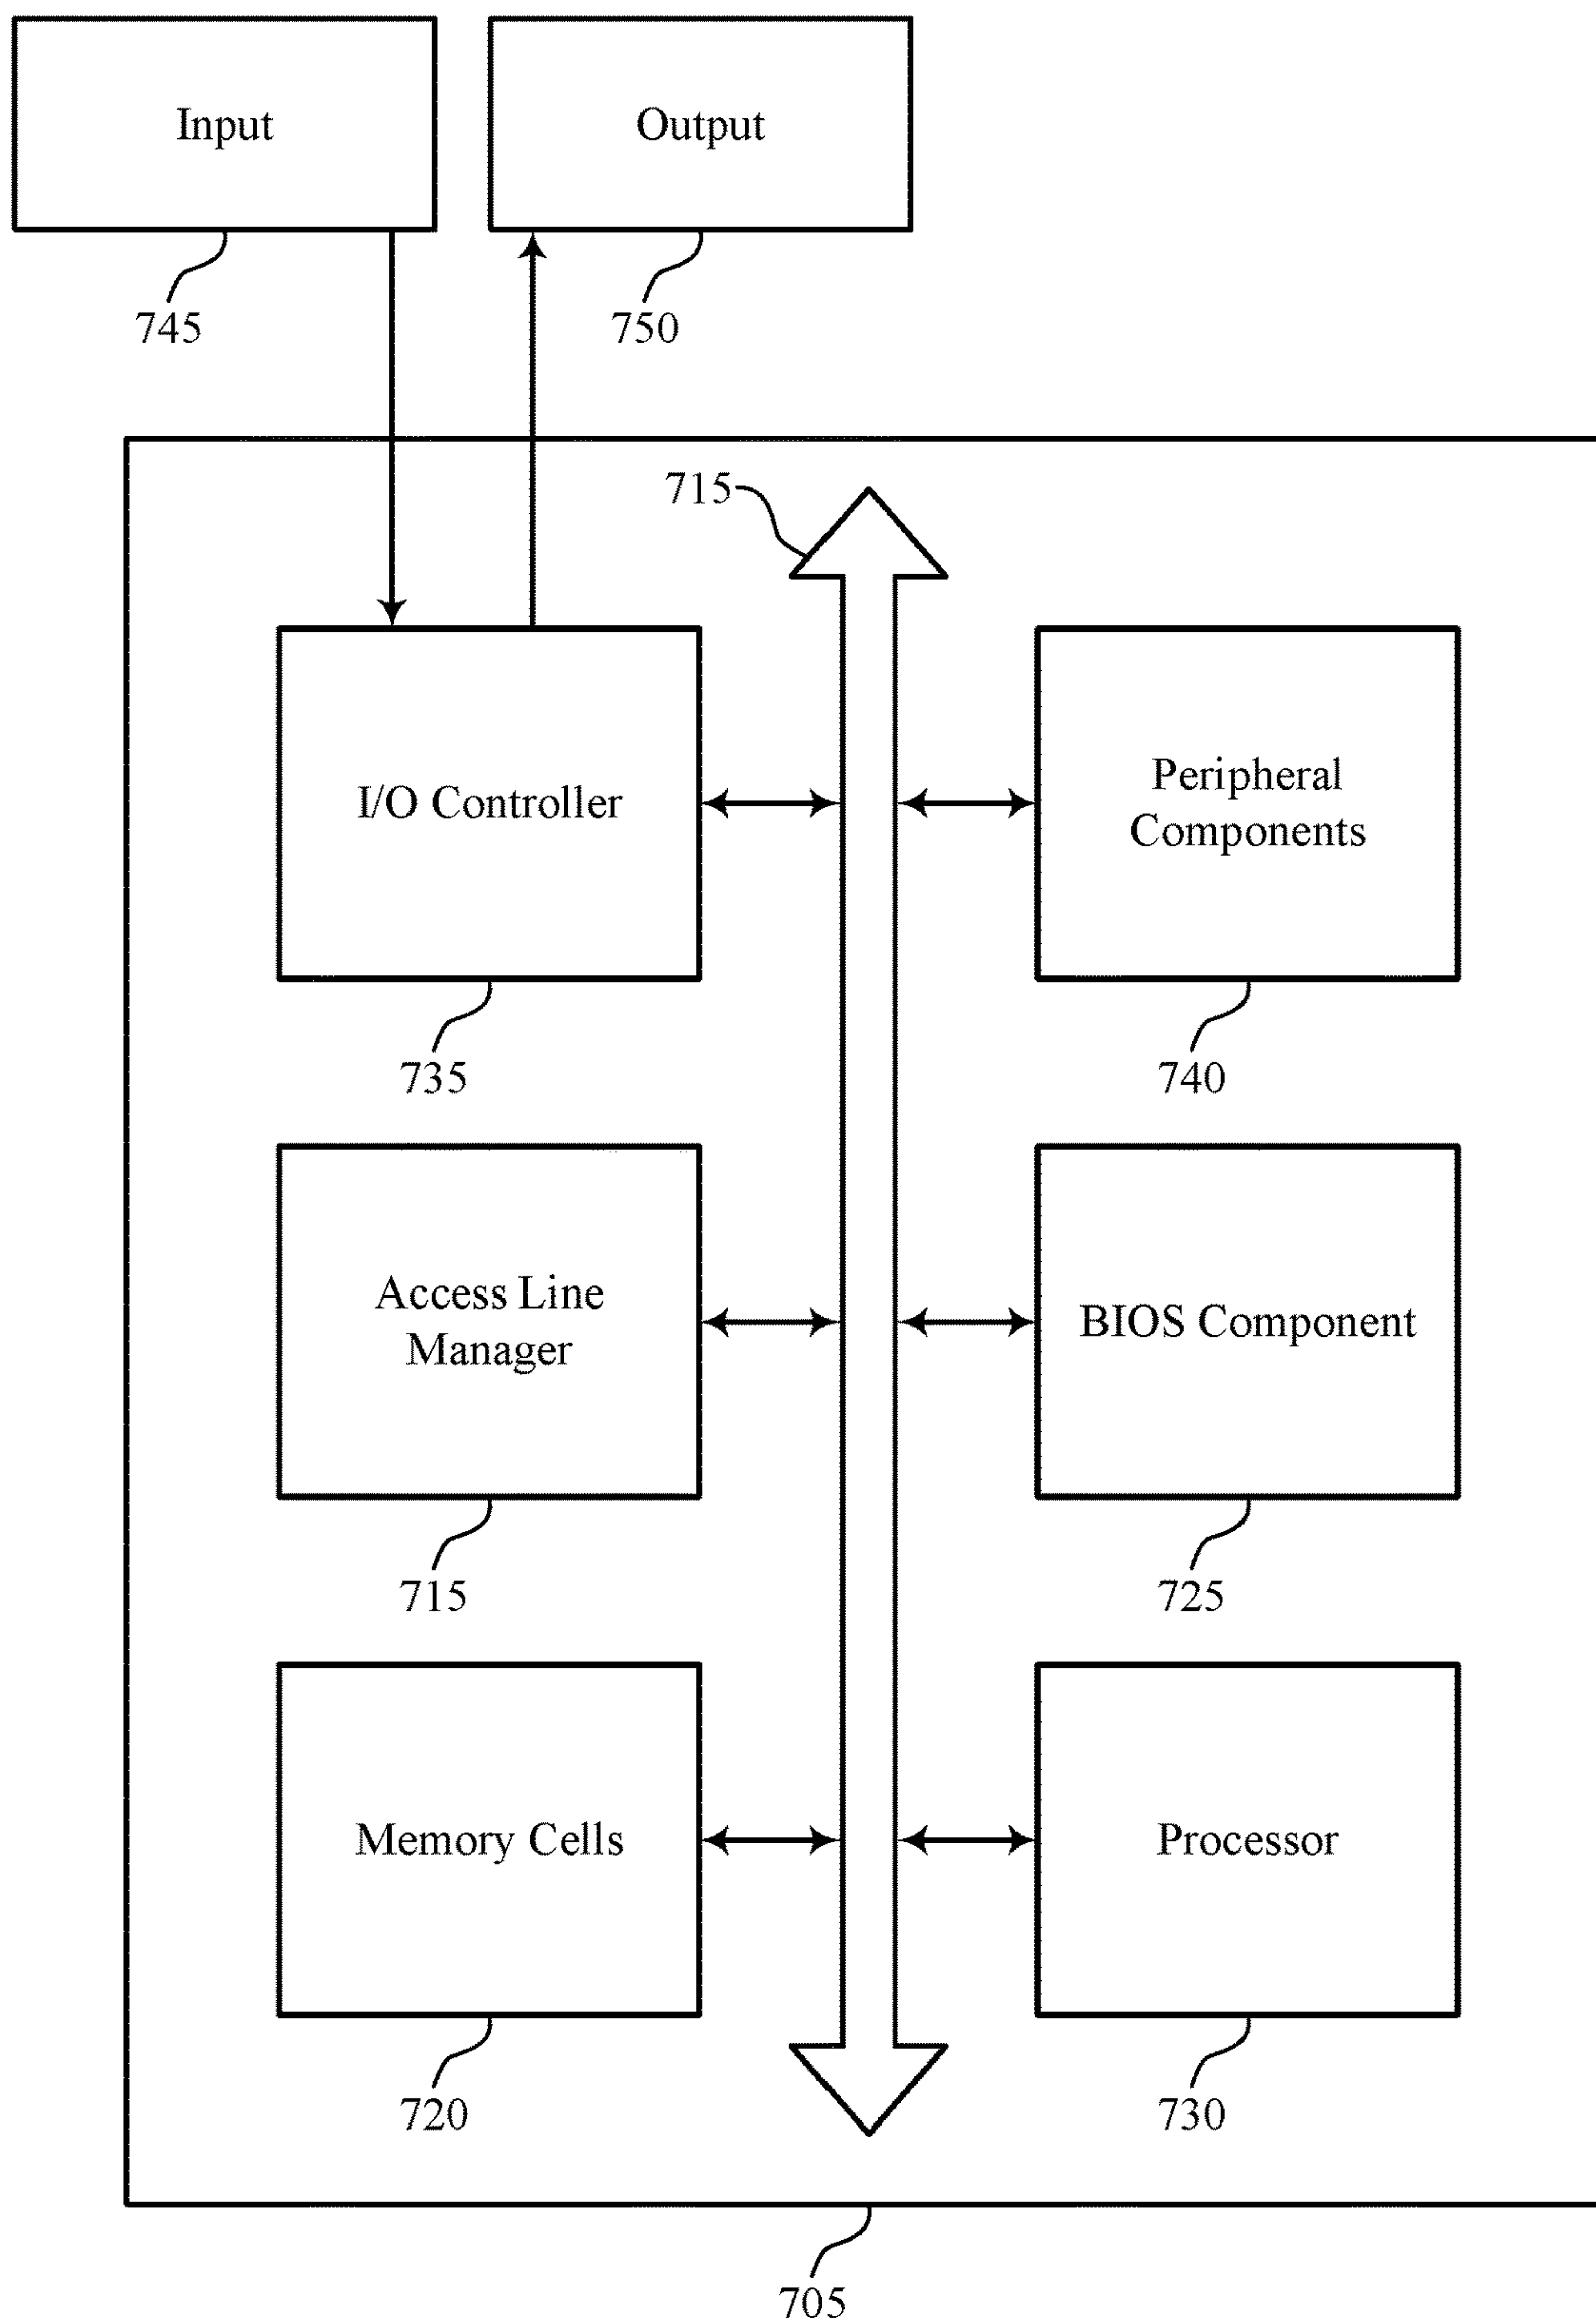 Input
Output
745
750
715
I/O Controller
Peripheral
Components
735
740
Access Line
Manager
BIOS Component
715
725
Memory Cells
Processor
720
730
705